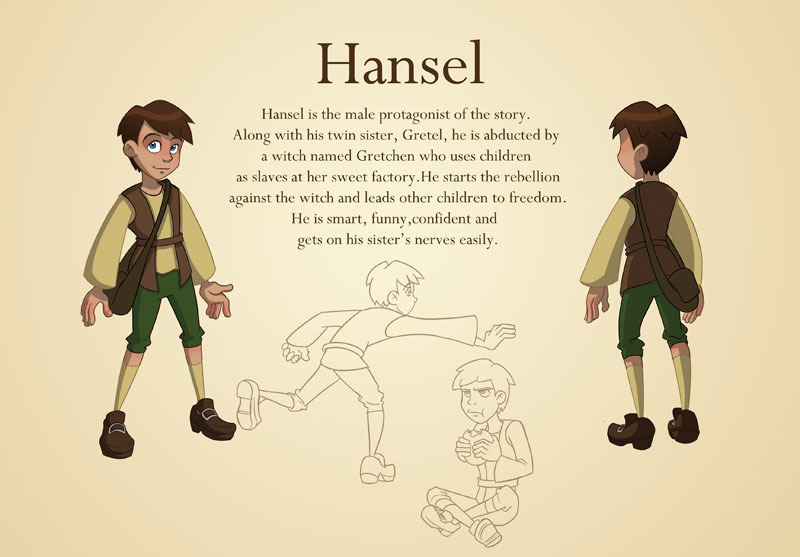 Hansel
Hansel is the male protagonist of the story.
Along with his twin sister, Gretel, he is abducted by
a witch named Gretchen who uses children
as slaves at her sweet factory.He starts the rebellion
against the witch and leads other children to freedom.
He is smart, funny,confident and
gets on his sister's nerves easily.